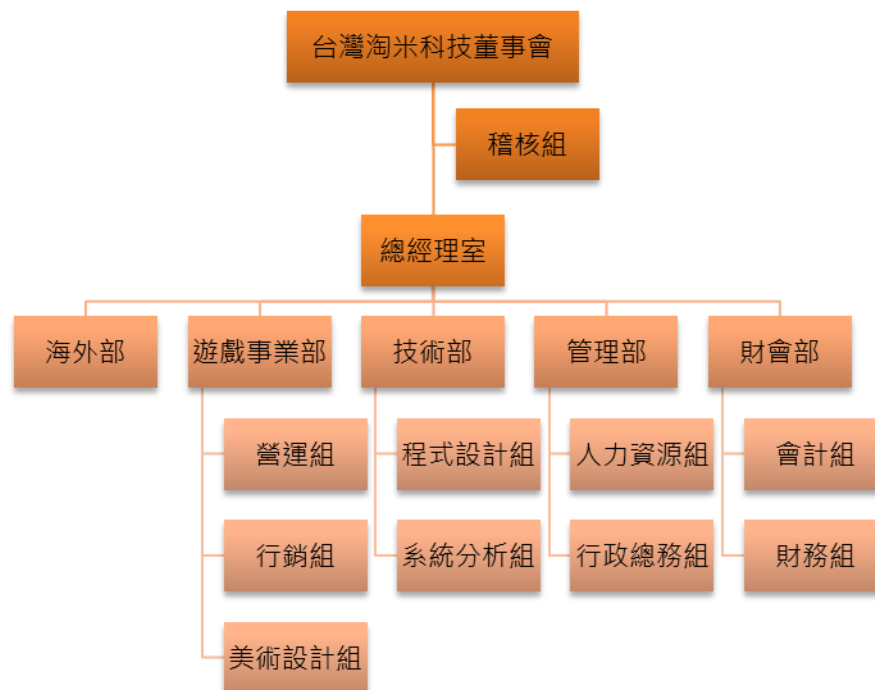 台灣淘米科技董事會
稽核組
總經理室
海外部
遊戲事業部
技術部
管理部
財會部
營運組
程式設計組
人力資源組
會計組
行銷組
系統分析組
行政總務組
財務組
美術設計組